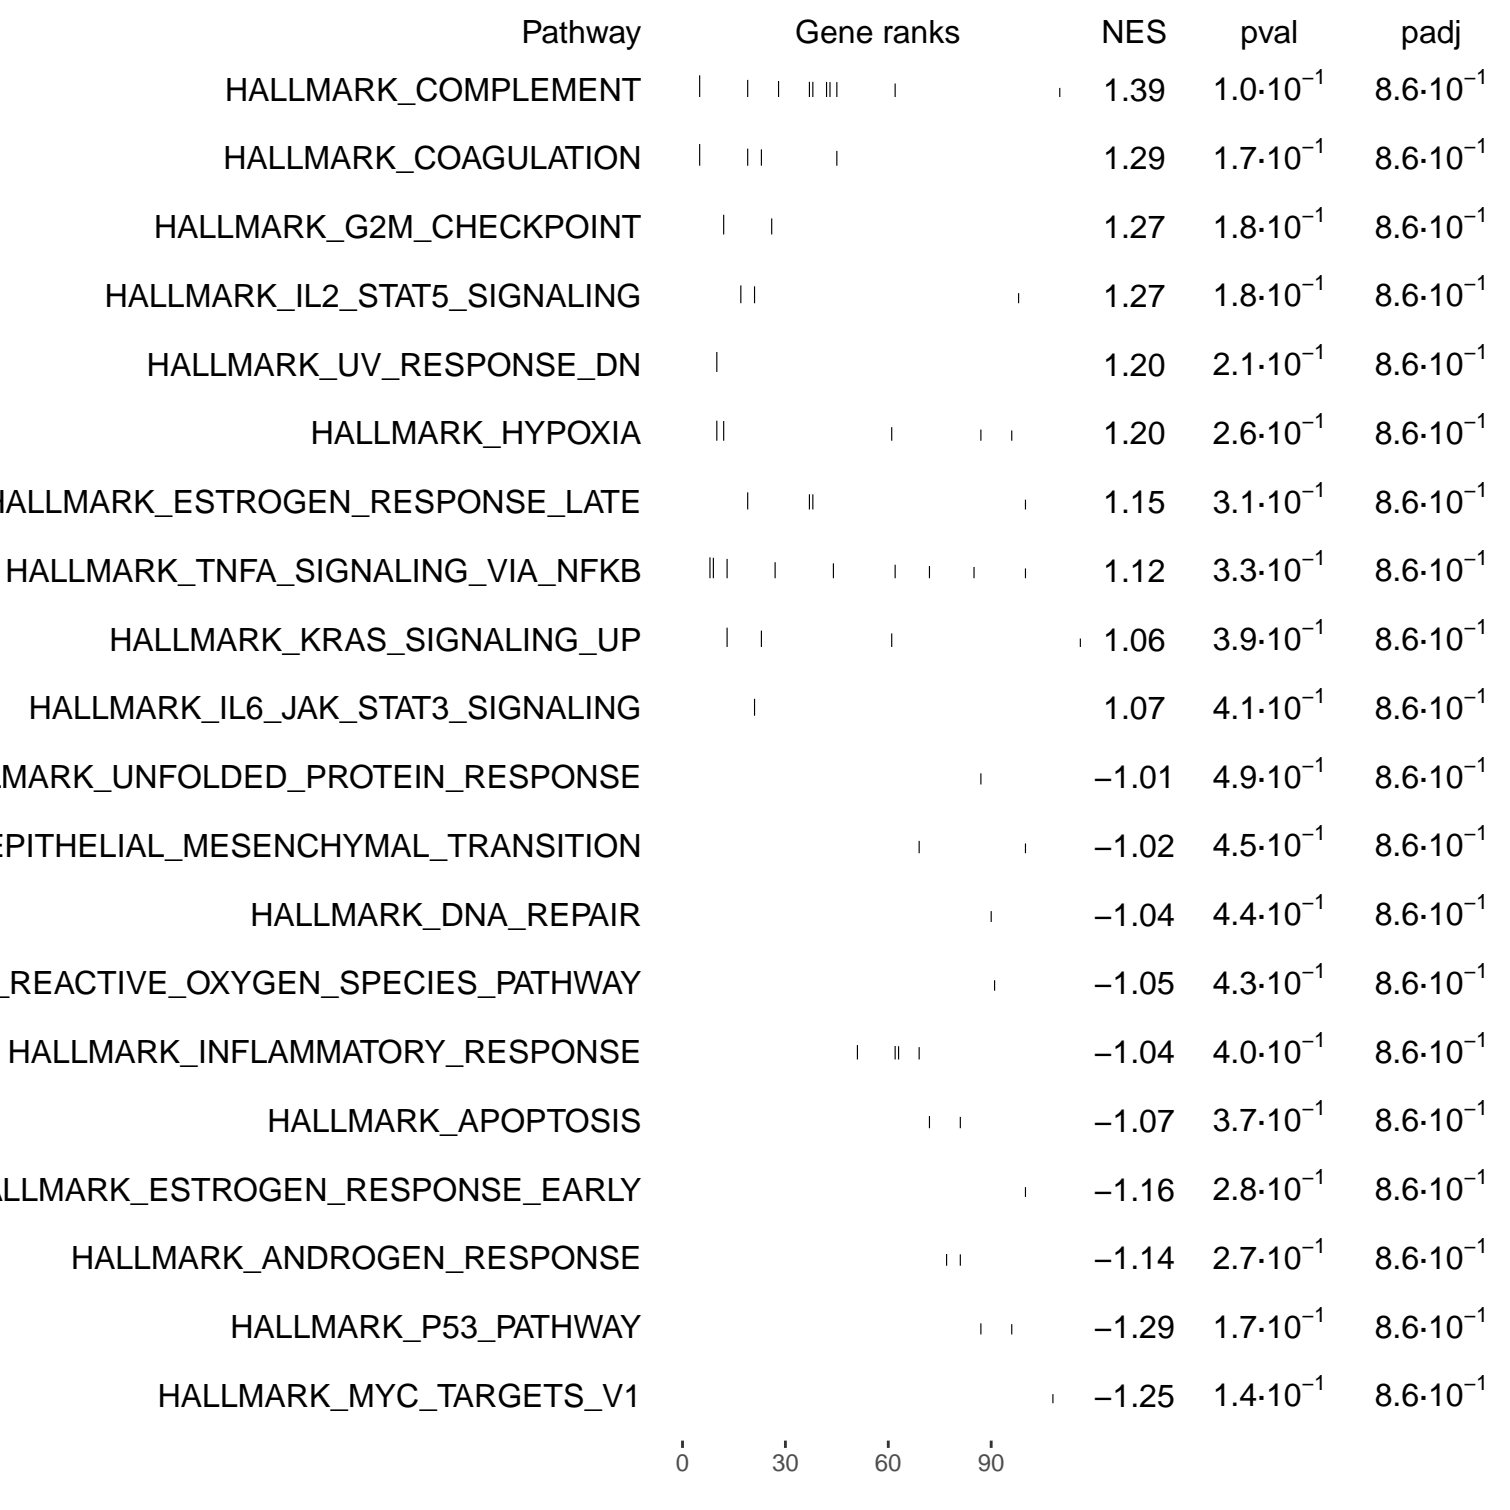 Pathway Gene ranks NES pval padj
HALLMARK_COMPLEMENT 1.39 1.0·10⁻¹ 8.6·10⁻¹
HALLMARK_COAGULATION 1.29 1.7·10⁻¹ 8.6·10⁻¹
HALLMARK_G2M_CHECKPOINT 1.27 1.8·10⁻¹ 8.6·10⁻¹
HALLMARK_IL2_STAT5_SIGNALING 1.27 1.8·10⁻¹ 8.6·10⁻¹
HALLMARK_UV_RESPONSE_DN 1.20 2.1·10⁻¹ 8.6·10⁻¹
HALLMARK_HYPOXIA 1.20 2.6·10⁻¹ 8.6·10⁻¹
HALLMARK_ESTROGEN_RESPONSE_LATE 1.15 3.1·10⁻¹ 8.6·10⁻¹
HALLMARK_TNFA_SIGNALING_VIA_NFKB 1.12 3.3·10⁻¹ 8.6·10⁻¹
HALLMARK_KRAS_SIGNALING_UP 1.06 3.9·10⁻¹ 8.6·10⁻¹
HALLMARK_IL6_JAK_STAT3_SIGNALING 1.07 4.1·10⁻¹ 8.6·10⁻¹
MARK_UNFOLDED_PROTEIN_RESPONSE −1.01 4.9·10⁻¹ 8.6·10⁻¹
EPITHELIAL_MESENCHYMAL_TRANSITION −1.02 4.5·10⁻¹ 8.6·10⁻¹
HALLMARK_DNA_REPAIR −1.04 4.4·10⁻¹ 8.6·10⁻¹
_REACTIVE_OXYGEN_SPECIES_PATHWAY −1.05 4.3·10⁻¹ 8.6·10⁻¹
HALLMARK_INFLAMMATORY_RESPONSE −1.04 4.0·10⁻¹ 8.6·10⁻¹
HALLMARK_APOPTOSIS −1.07 3.7·10⁻¹ 8.6·10⁻¹
ALLMARK_ESTROGEN_RESPONSE_EARLY −1.16 2.8·10⁻¹ 8.6·10⁻¹
HALLMARK_ANDROGEN_RESPONSE −1.14 2.7·10⁻¹ 8.6·10⁻¹
HALLMARK_P53_PATHWAY −1.29 1.7·10⁻¹ 8.6·10⁻¹
HALLMARK_MYC_TARGETS_V1 −1.25 1.4·10⁻¹ 8.6·10⁻¹
0 30 60 90